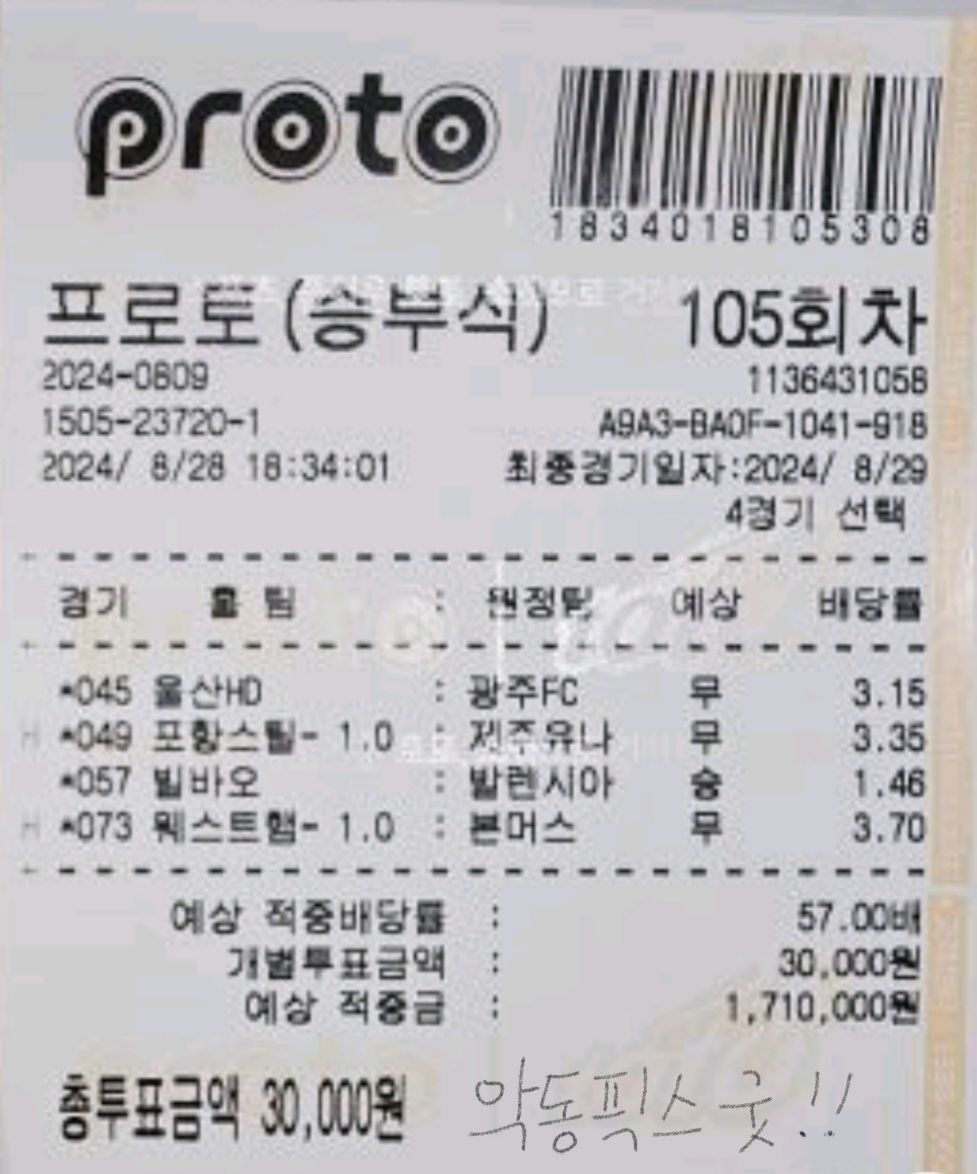 proto
1834018105308
프로토(승부식) 105회차
2024-0809 1136431058
1505-23720-1 A9A3-BA0F-1041-918
2024/ 8/28 18:34:01 최종경기일자:2024/ 8/29
4경기 선택
경기 홈 팀 : 원정팀 예상 배당률
*045 울산HD : 광주FC 무 3.15
H *049 포항스틸- 1.0 : 제주유나 무 3.35
*057 빌바오 : 발렌시아 승 1.46
H *073 웨스트햄- 1.0 : 본머스 무 3.70
예상 적중배당률 : 57.00배
개별투표금액 : 30,000원
예상 적중금 : 1,710,000원
총투표금액 30,000원 악동픽스굿!!